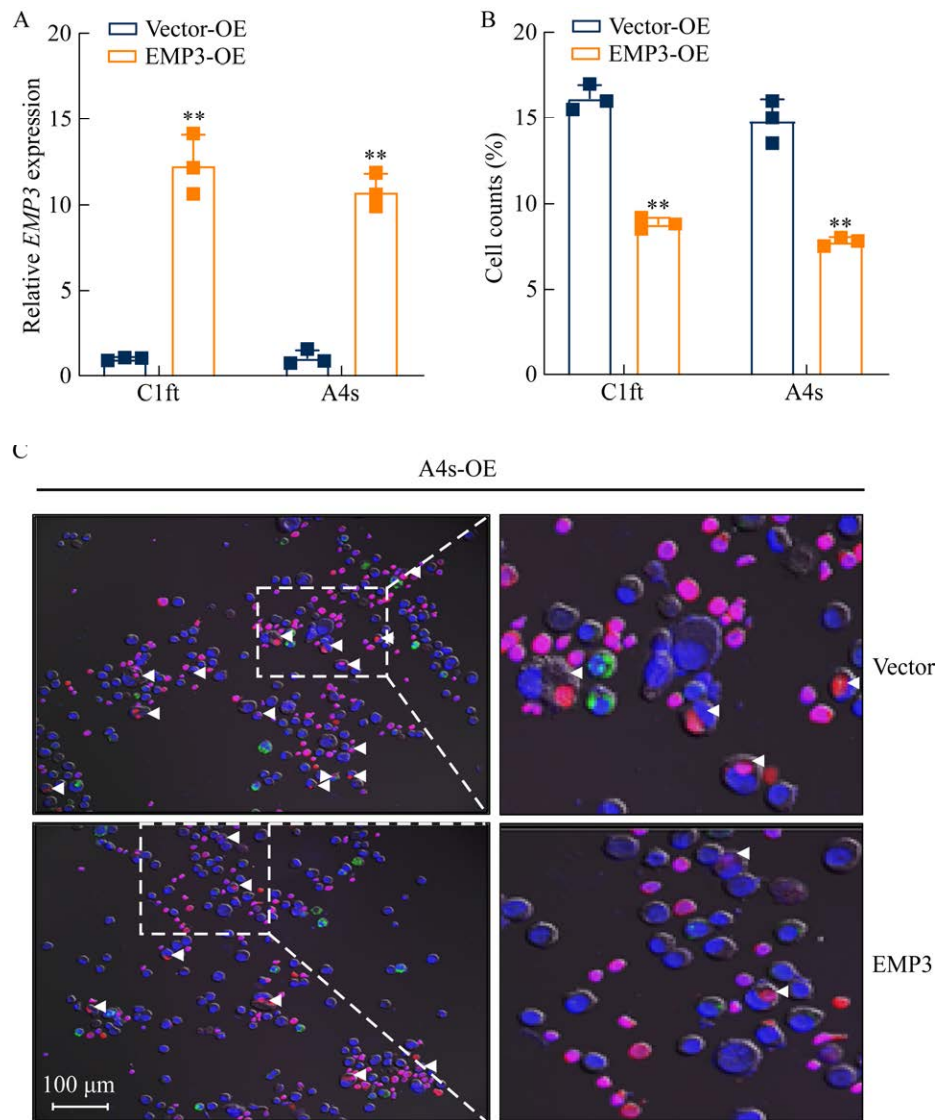 A
Vector-OE
EMP3-OE
Relative EMP3 expression
20
15
10
5
0
**
**
C1ft
A4s
B
Vector-OE
EMP3-OE
Cell counts (%)
20
15
10
5
0
**
**
C1ft
A4s
C
A4s-OE
Vector
EMP3
100 μm